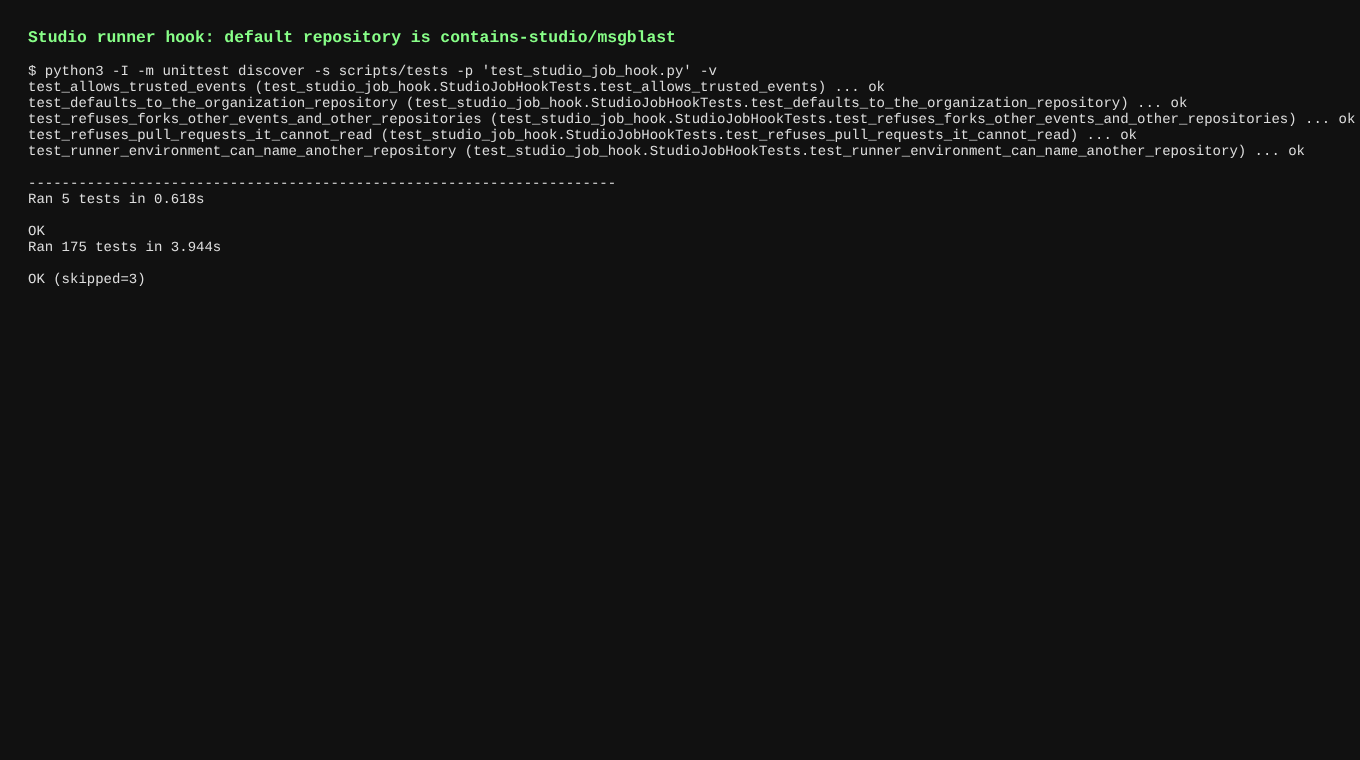 Studio runner hook: default repository is contains-studio/msgblast
$ python3 -I -m unittest discover -s scripts/tests -p 'test_studio_job_hook.py' -v
test_allows_trusted_events (test_studio_job_hook.StudioJobHookTests.test_allows_trusted_events) ... ok
test_defaults_to_the_organization_repository (test_studio_job_hook.StudioJobHookTests.test_defaults_to_the_organization_repository) ... ok
test_refuses_forks_other_events_and_other_repositories (test_studio_job_hook.StudioJobHookTests.test_refuses_forks_other_events_and_other_repositories) ... ok
test_refuses_pull_requests_it_cannot_read (test_studio_job_hook.StudioJobHookTests.test_refuses_pull_requests_it_cannot_read) ... ok
test_runner_environment_can_name_another_repository (test_studio_job_hook.StudioJobHookTests.test_runner_environment_can_name_another_repository) ... ok
----------------------------------------------------------------------
Ran 5 tests in 0.618s
OK
Ran 175 tests in 3.944s
OK (skipped=3)